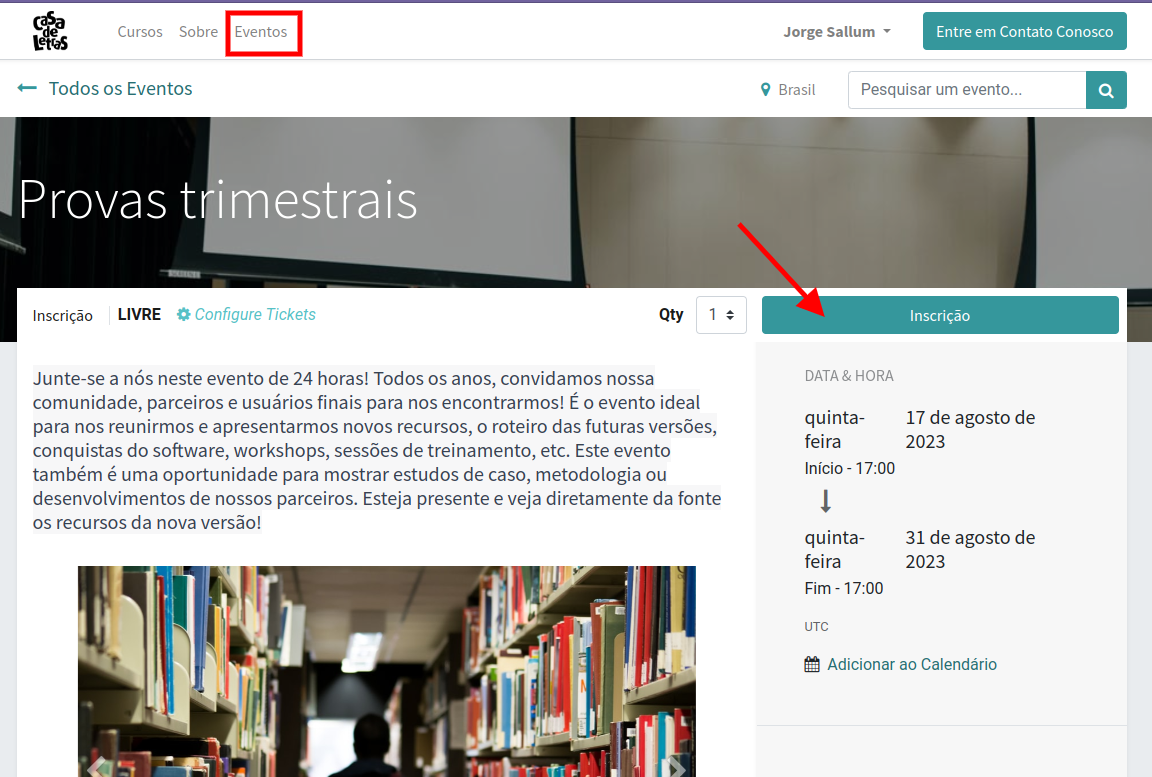 Casa
de
Letras
Cursos Sobre Eventos Jorge Sallum Entre em Contato Conosco
Todos os Eventos Brasil Pesquisar um evento...
Provas trimestrais
SCREEN 1
Inscrição LIVRE Configure Tickets Qty 1 Inscrição
Junte-se a nós neste evento de 24 horas! Todos os anos, convidamos nossa
comunidade, parceiros e usuários finais para nos encontrarmos! É o evento ideal
para nos reunirmos e apresentarmos novos recursos, o roteiro das futuras versões,
conquistas do software, workshops, sessões de treinamento, etc. Este evento
também é uma oportunidade para mostrar estudos de caso, metodologia ou
desenvolvimentos de nossos parceiros. Esteja presente e veja diretamente da fonte
os recursos da nova versão!
DATA & HORA
quinta-feira 17 de agosto de 2023
Início - 17:00
quinta-feira 31 de agosto de 2023
Fim - 17:00
UTC
Adicionar ao Calendário